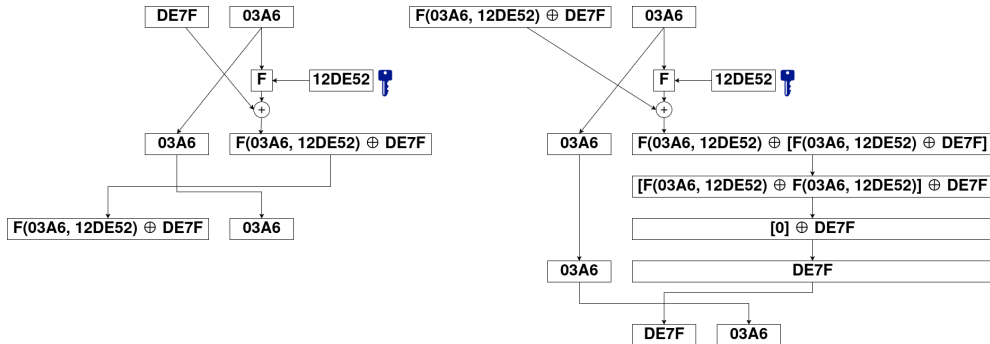 DE7F 03A6
F
12DE52
+
03A6 F(03A6, 12DE52) ⊕ DE7F
F(03A6, 12DE52) ⊕ DE7F 03A6
F(03A6, 12DE52) ⊕ DE7F 03A6
F
12DE52
+
03A6 F(03A6, 12DE52) ⊕ [F(03A6, 12DE52) ⊕ DE7F]
[F(03A6, 12DE52) ⊕ F(03A6, 12DE52)] ⊕ DE7F
[0] ⊕ DE7F
03A6 DE7F
DE7F 03A6